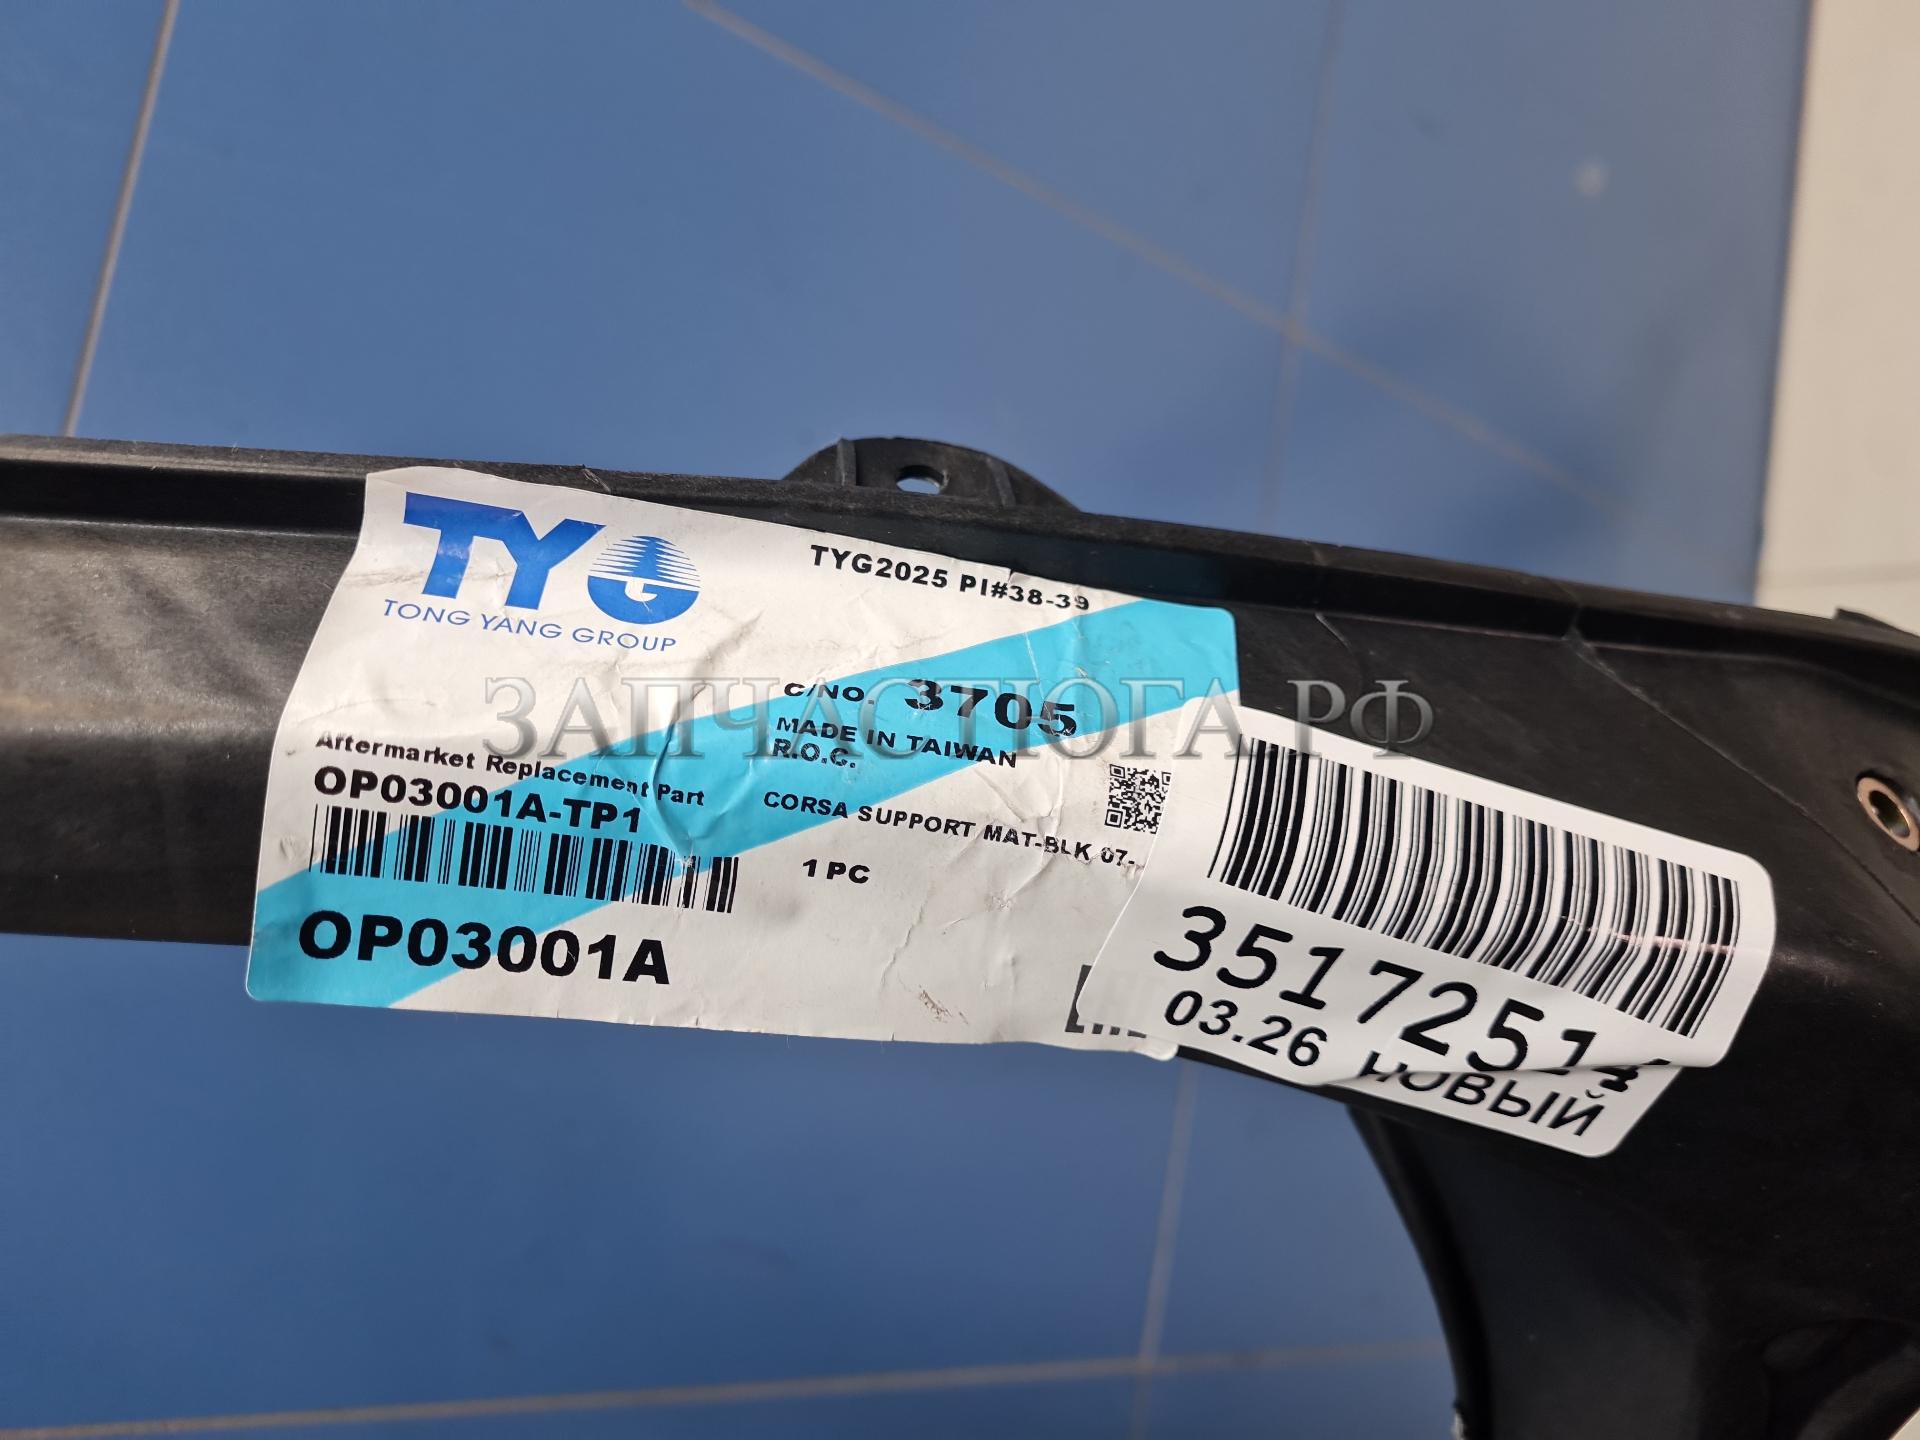 TYG
TONG YANG GROUP
TYG2025 PI#38-39
C/NO. 3705
MADE IN TAIWAN
R.O.C.
Aftermarket Replacement Part
OP03001A-TP1
CORSA SUPPORT MAT-BLK 07-
1 PC
OP03001A
3517251
03.26 НОВЫЙ
ЗАПЧАСТЮГА.РФ